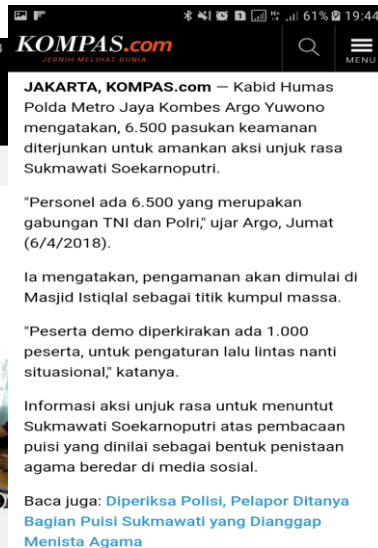 61% 19:44
KOMPAS.com
JERNIH MELIHAT DUNIA
MENU
JAKARTA, KOMPAS.com — Kabid Humas
Polda Metro Jaya Kombes Argo Yuwono
mengatakan, 6.500 pasukan keamanan
diterjunkan untuk amankan aksi unjuk rasa
Sukmawati Soekarnoputri.
"Personel ada 6.500 yang merupakan
gabungan TNI dan Polri," ujar Argo, Jumat
(6/4/2018).
Ia mengatakan, pengamanan akan dimulai di
Masjid Istiqlal sebagai titik kumpul massa.
"Peserta demo diperkirakan ada 1.000
peserta, untuk pengaturan lalu lintas nanti
situasional," katanya.
Informasi aksi unjuk rasa untuk menuntut
Sukmawati Soekarnoputri atas pembacaan
puisi yang dinilai sebagai bentuk penistaan
agama beredar di media sosial.
Baca juga: Diperiksa Polisi, Pelapor Ditanya
Bagian Puisi Sukmawati yang Dianggap
Menista Agama